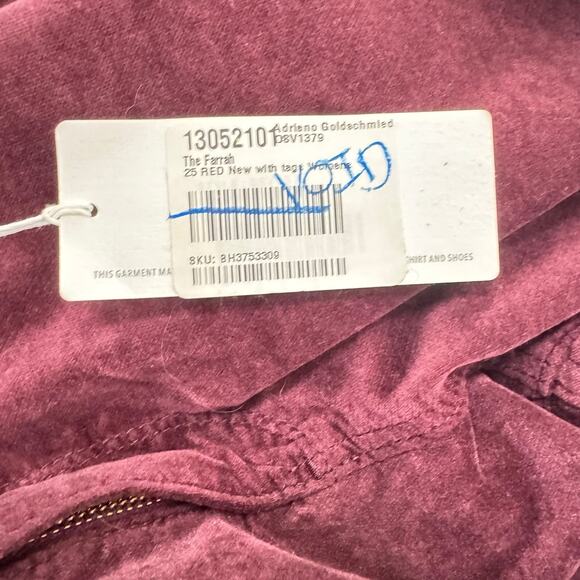 13052101 Adriano Goldschmied
DSV1379
The Farrah
25 RED New with tags Womens
VOID
SKU: BH3753309
THIS GARMENT MA
HIRT AND SHOES